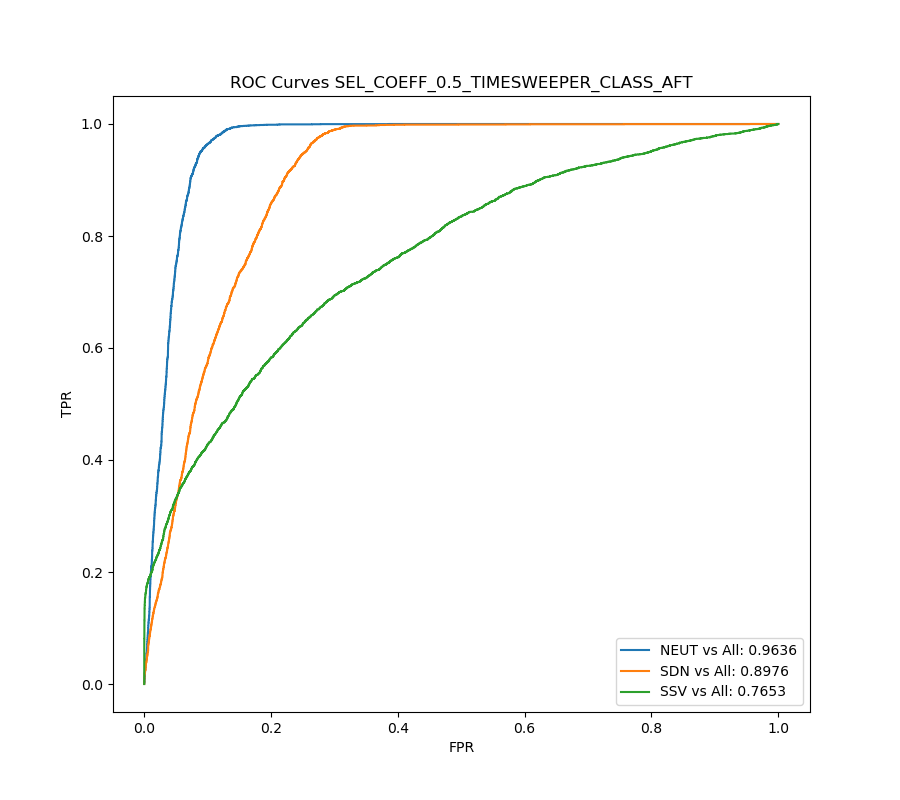 ROC Curves SEL_COEFF_0.5_TIMESWEEPER_CLASS_AFT
1.0
0.8
0.6
0.4
0.2
0.0
TPR
NEUT vs All: 0.9636
SDN vs All: 0.8976
SSV vs All: 0.7653
0.0 0.2 0.4 0.6 0.8 1.0
FPR